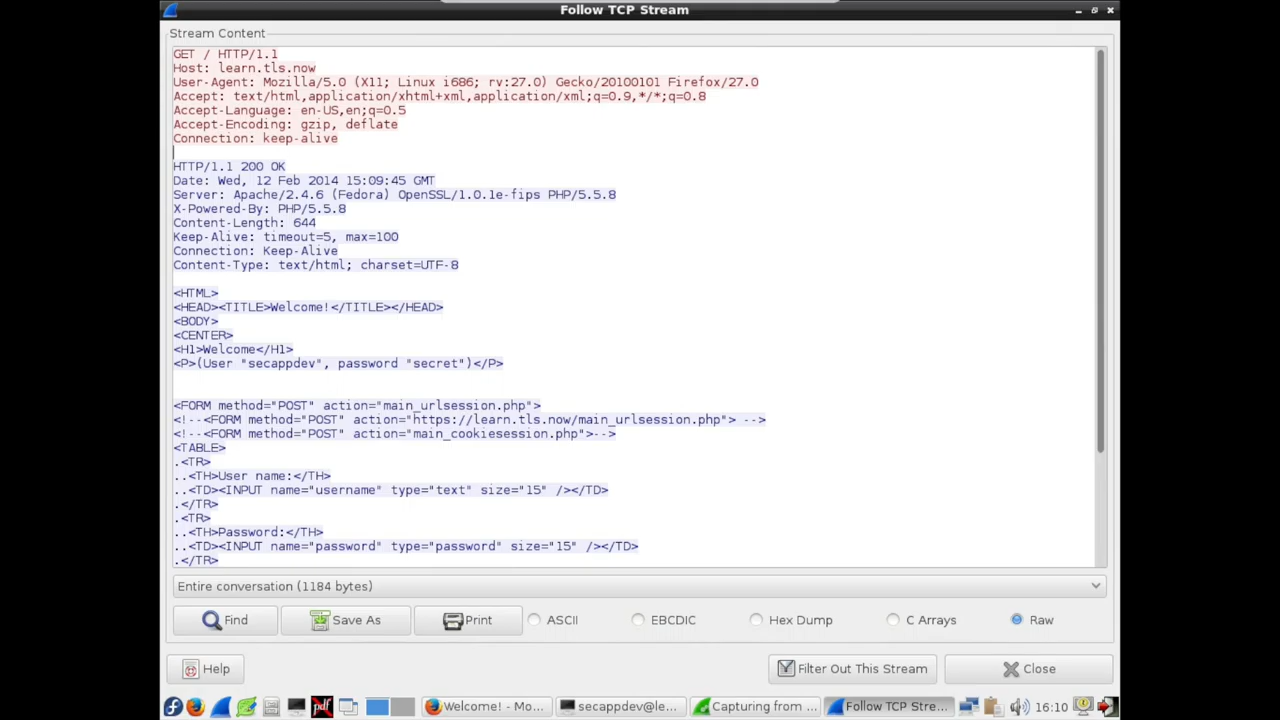 Follow TCP Stream
Stream Content
GET / HTTP/1.1
Host: learn.tls.now
User-Agent: Mozilla/5.0 (X11; Linux i686; rv:27.0) Gecko/20100101 Firefox/27.0
Accept: text/html,application/xhtml+xml,application/xml;q=0.9,*/*;q=0.8
Accept-Language: en-US,en;q=0.5
Accept-Encoding: gzip, deflate
Connection: keep-alive
HTTP/1.1 200 OK
Date: Wed, 12 Feb 2014 15:09:45 GMT
Server: Apache/2.4.6 (Fedora) OpenSSL/1.0.1e-fips PHP/5.5.8
X-Powered-By: PHP/5.5.8
Content-Length: 644
Keep-Alive: timeout=5, max=100
Connection: Keep-Alive
Content-Type: text/html; charset=UTF-8
<HTML>
<HEAD><TITLE>Welcome!</TITLE></HEAD>
<BODY>
<CENTER>
<H1>Welcome</H1>
<P>(User "secappdev", password "secret")</P>
<FORM method="POST" action="main_urlsession.php">
<!--<FORM method="POST" action="https://learn.tls.now/main_urlsession.php"> -->
<!--<FORM method="POST" action="main_cookiesession.php">-->
<TABLE>
.<TR>
..<TH>User name:</TH>
..<TD><INPUT name="username" type="text" size="15" /></TD>
.</TR>
.<TR>
..<TH>Password:</TH>
..<TD><INPUT name="password" type="password" size="15" /></TD>
.</TR>
Entire conversation (1184 bytes)
Find Save As Print ASCII EBCDIC Hex Dump C Arrays Raw
Help Filter Out This Stream Close
pdf Welcome! - Mo... secappdev@le... Capturing from ... Follow TCP Stre... 16:10